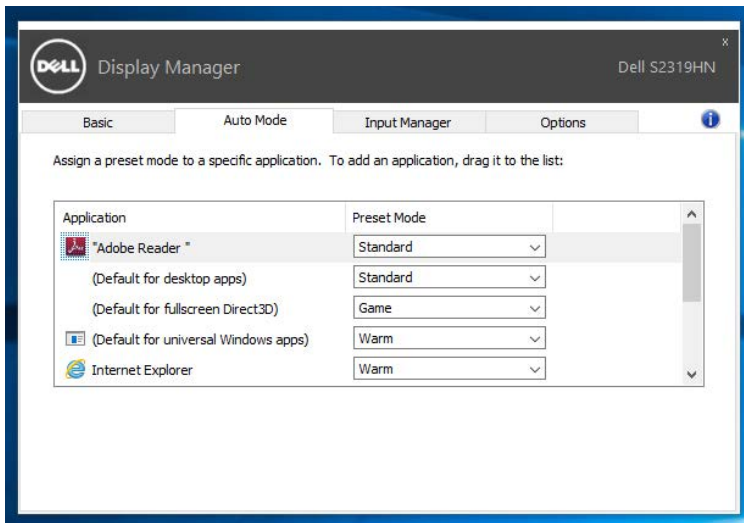 DELL
Display Manager
Dell S2319HN
x
Basic
Auto Mode
Input Manager
Options
i
Assign a preset mode to a specific application. To add an application, drag it to the list:
Application
Preset Mode
"Adobe Reader "
Standard
(Default for desktop apps)
Standard
(Default for fullscreen Direct3D)
Game
(Default for universal Windows apps)
Warm
Internet Explorer
Warm